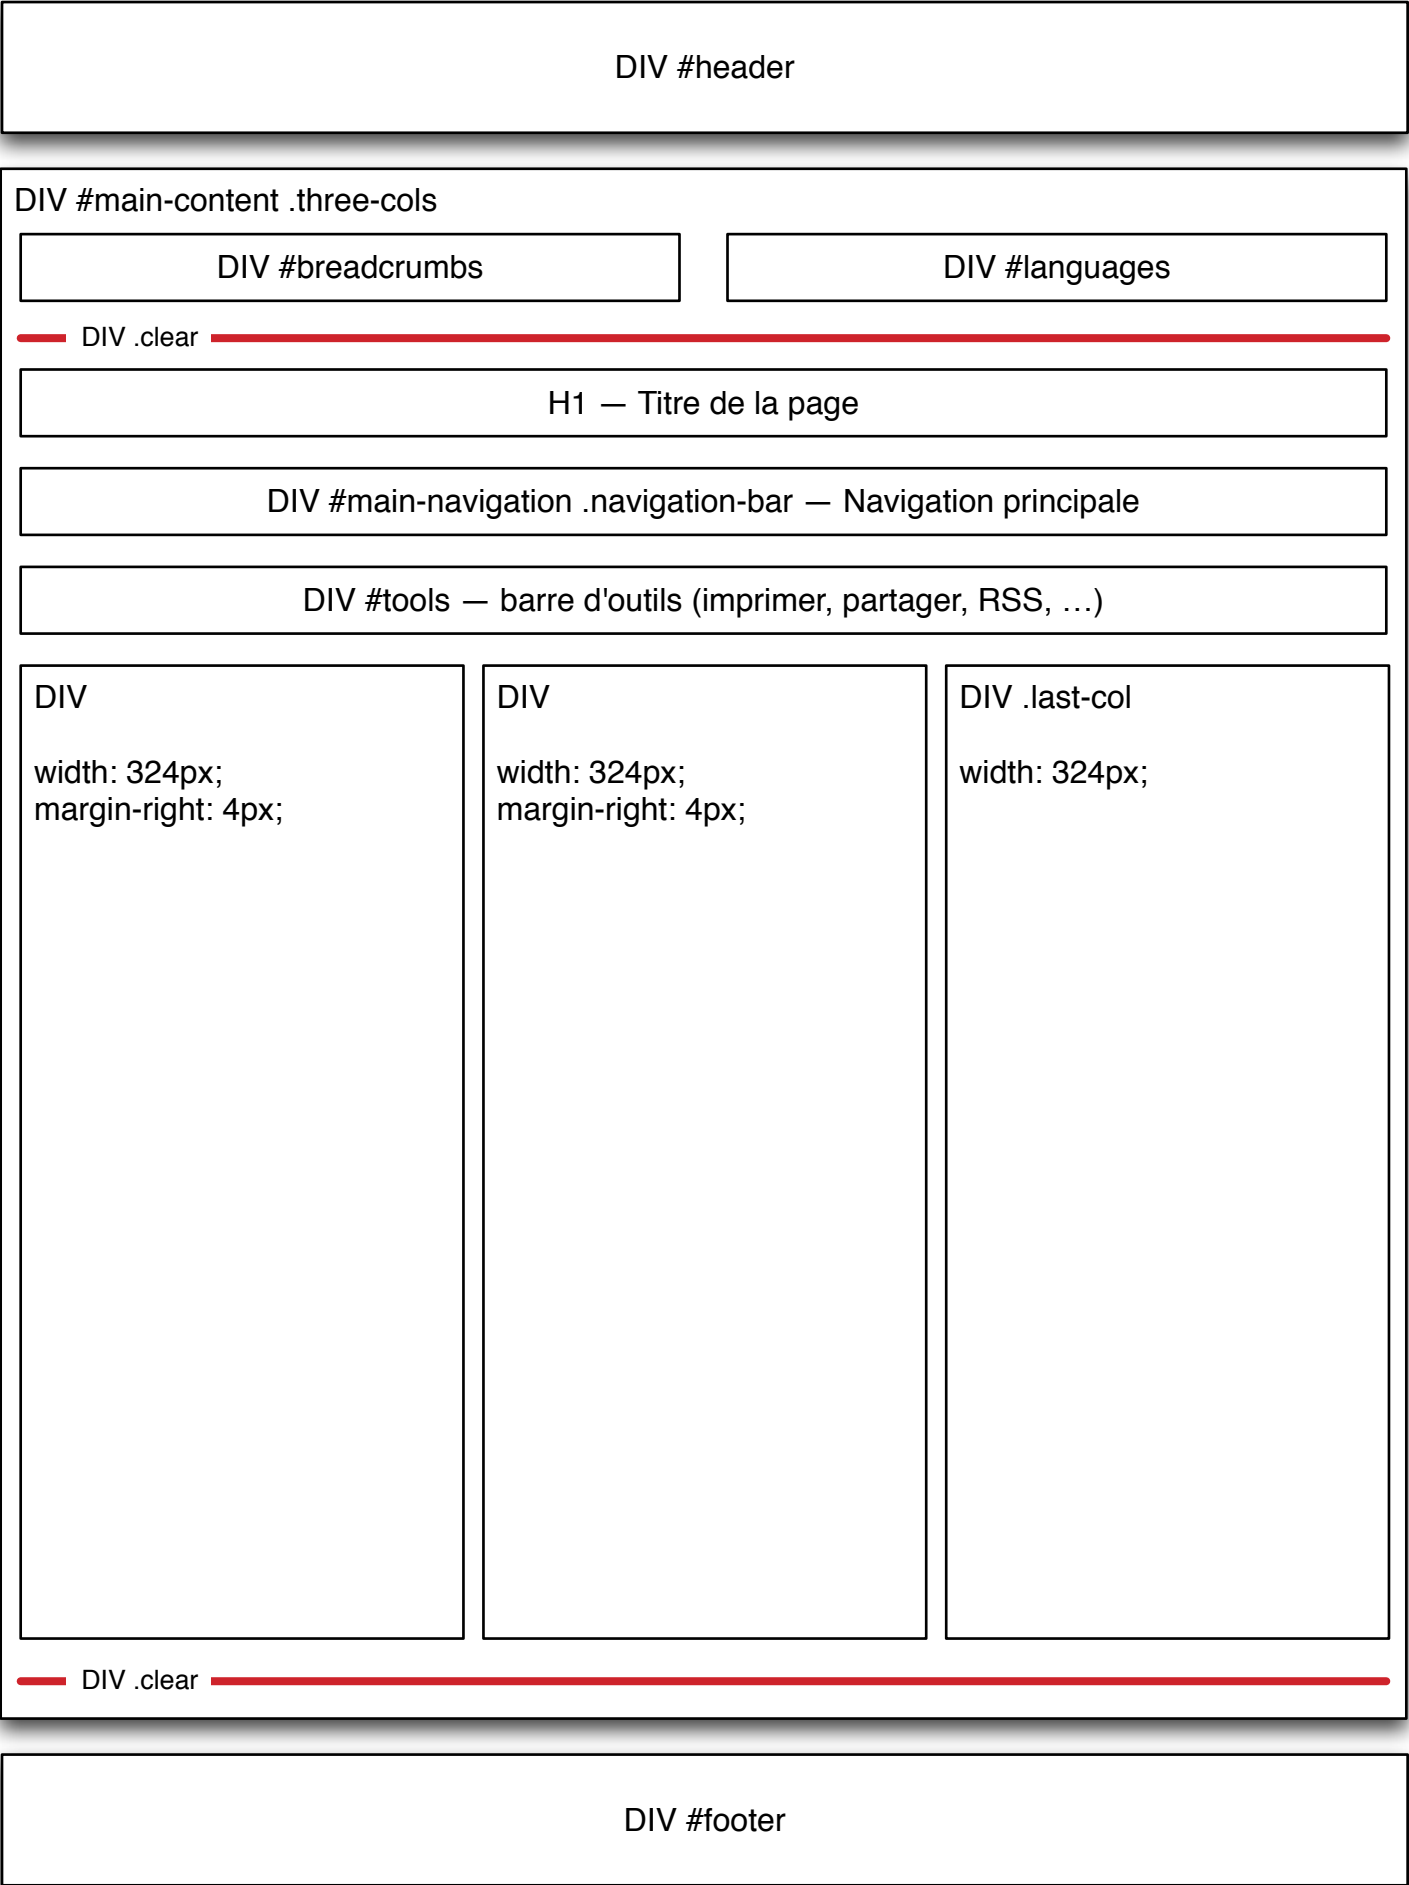 DIV #header
DIV #main-content .three-cols
DIV #breadcrumbs
DIV #languages
DIV .clear
H1 — Titre de la page
DIV #main-navigation .navigation-bar — Navigation principale
DIV #tools — barre d'outils (imprimer, partager, RSS, …)
DIV
width: 324px;
margin-right: 4px;
DIV
width: 324px;
margin-right: 4px;
DIV .last-col
width: 324px;
DIV .clear
DIV #footer